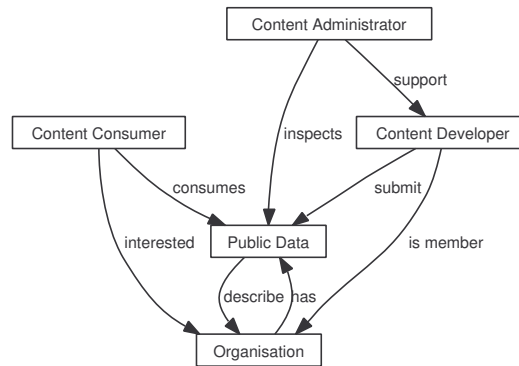 Content Administrator
support
Content Consumer
inspects
Content Developer
consumes
submit
Public Data
interested
is member
describe
has
Organisation